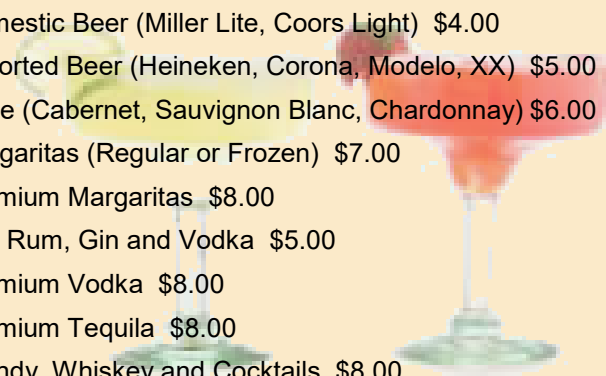 mestic Beer (Miller Lite, Coors Light) $4.00
orted Beer (Heineken, Corona, Modelo, XX) $5.00
e (Cabernet, Sauvignon Blanc, Chardonnay) $6.00
garitas (Regular or Frozen) $7.00
mium Margaritas $8.00
Rum, Gin and Vodka $5.00
mium Vodka $8.00
mium Tequila $8.00
ndy, Whiskey and Cocktails $8.00